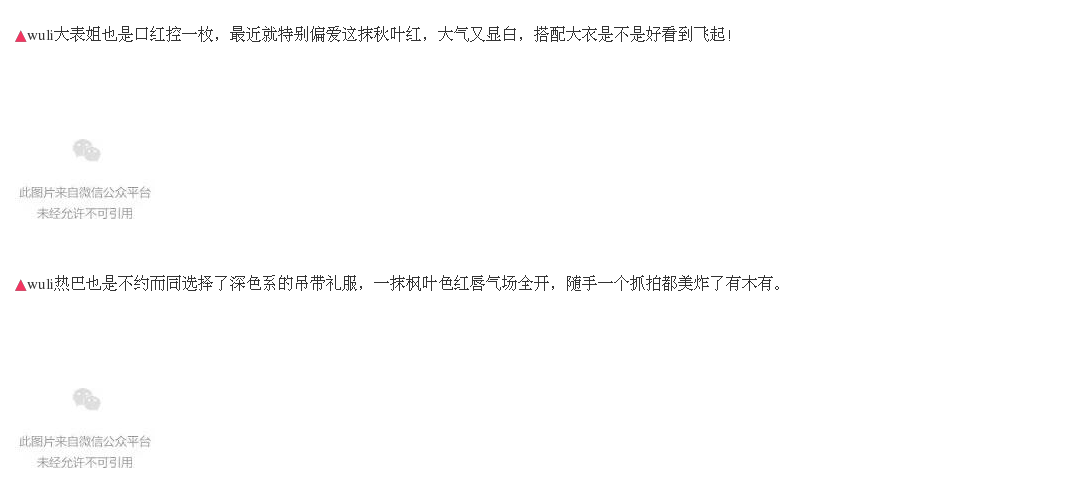 ▲wuli大表姐也是口红控一枚，最近就特别偏爱这抹秋叶红，大气又显白，搭配大衣是不是好看到飞起！
此图片来自微信公众平台
未经允许不可引用
▲wuli热巴也是不约而同选择了深色系的吊带礼服，一抹枫叶色红唇气场全开，随手一个抓拍都美炸了有木有。
此图片来自微信公众平台
未经允许不可引用